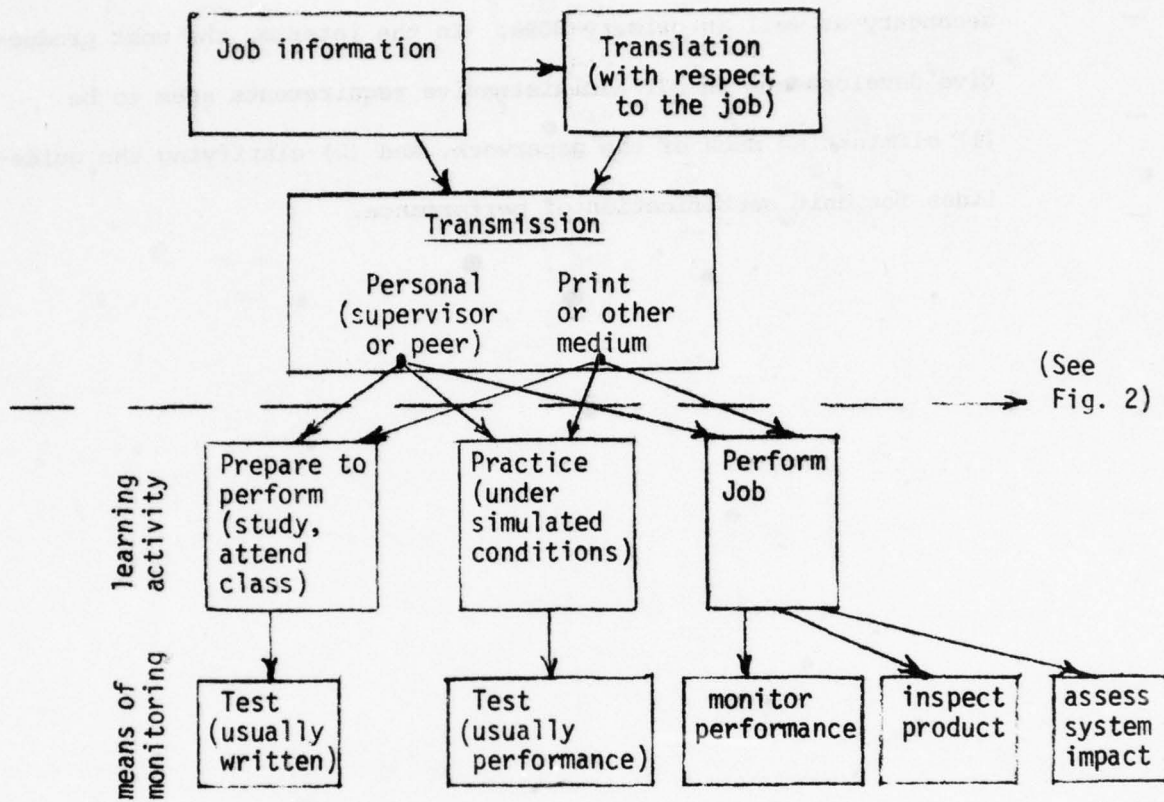 Job information
Translation
(with respect
to the job)
Transmission
Personal
(supervisor
or peer)
Print
or other
medium
(See
Fig. 2)
learning
activity
Prepare to
perform
(study,
attend
class)
Practice
(under
simulated
conditions)
Perform
Job
means of
monitoring
Test
(usually
written)
Test
(usually
performance)
monitor
performance
inspect
product
assess
system
impact